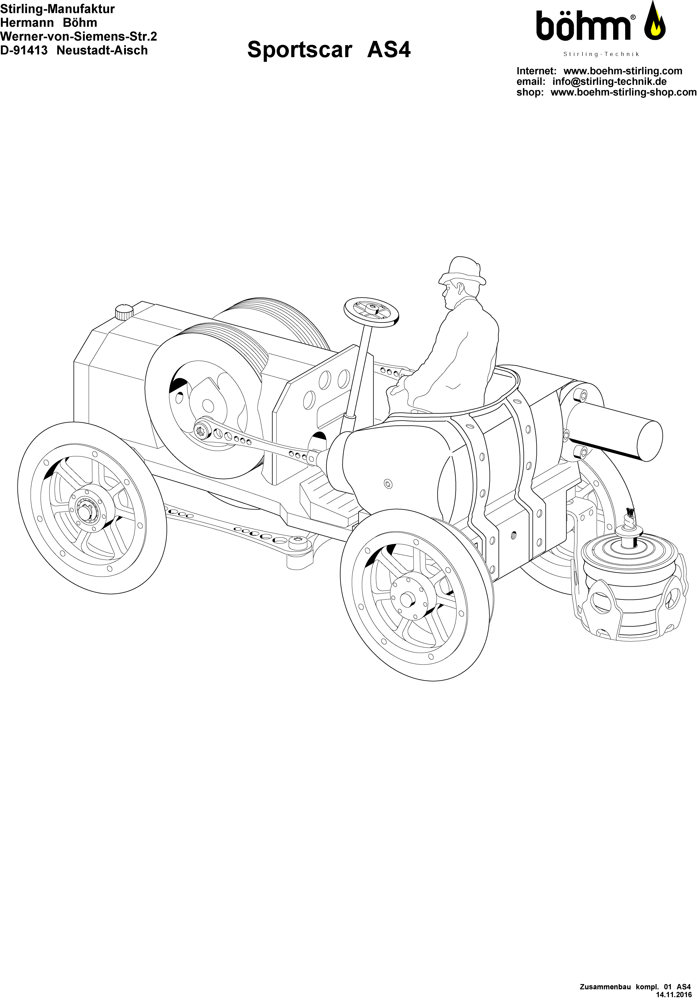 Stirling-Manufaktur
Hermann Böhm
Werner-von-Siemens-Str.2
D-91413 Neustadt-Aisch
Sportscar AS4
böhm®
Stirling-Technik
Internet: www.boehm-stirling.com
email: info@stirling-technik.de
shop: www.boehm-stirling-shop.com
Zusammenbau kompl. 01 AS4
14.11.2016